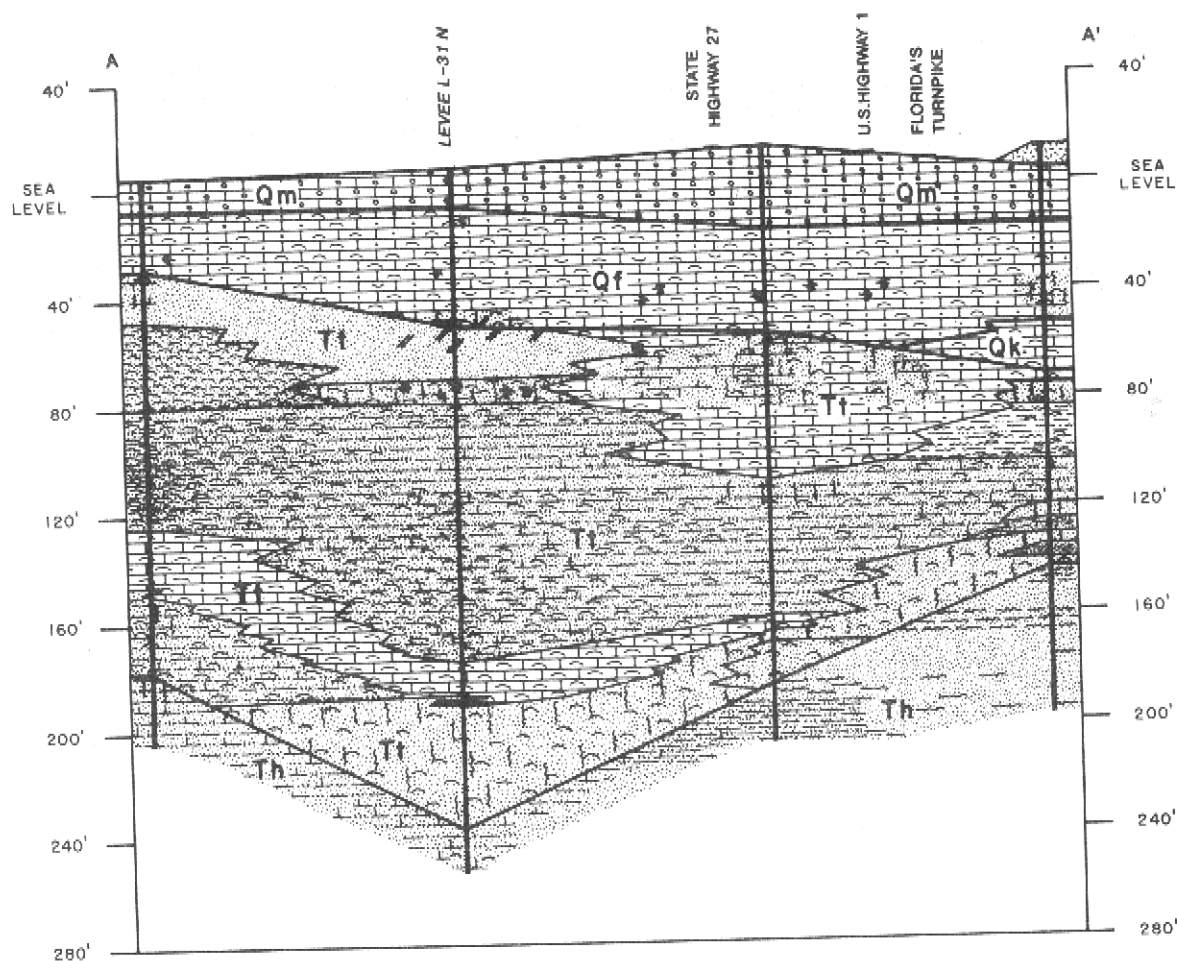 A
A'
LEVEE L-31 N
STATE
HIGHWAY 27
U.S. HIGHWAY 1
FLORIDA'S
TURNPIKE
40'
SEA
LEVEL
40'
80'
120'
160'
200'
240'
280'
40'
SEA
LEVEL
40'
80'
120'
160'
200'
240'
280'
Qm
Qm
Qf
Tt
Qk
Tt
Tt
Tt
Tt
Th
Th